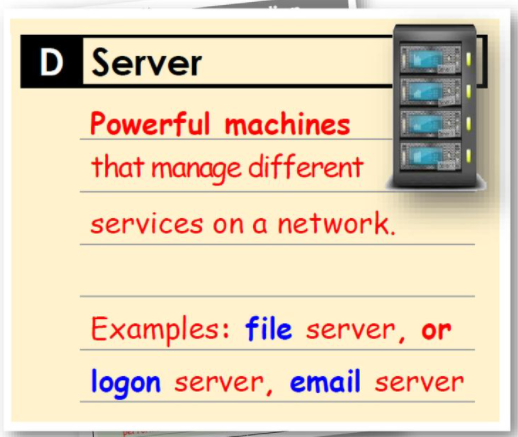 D Server
Powerful machines
that manage different
services on a network.
Examples: file server, or
logon server, email server